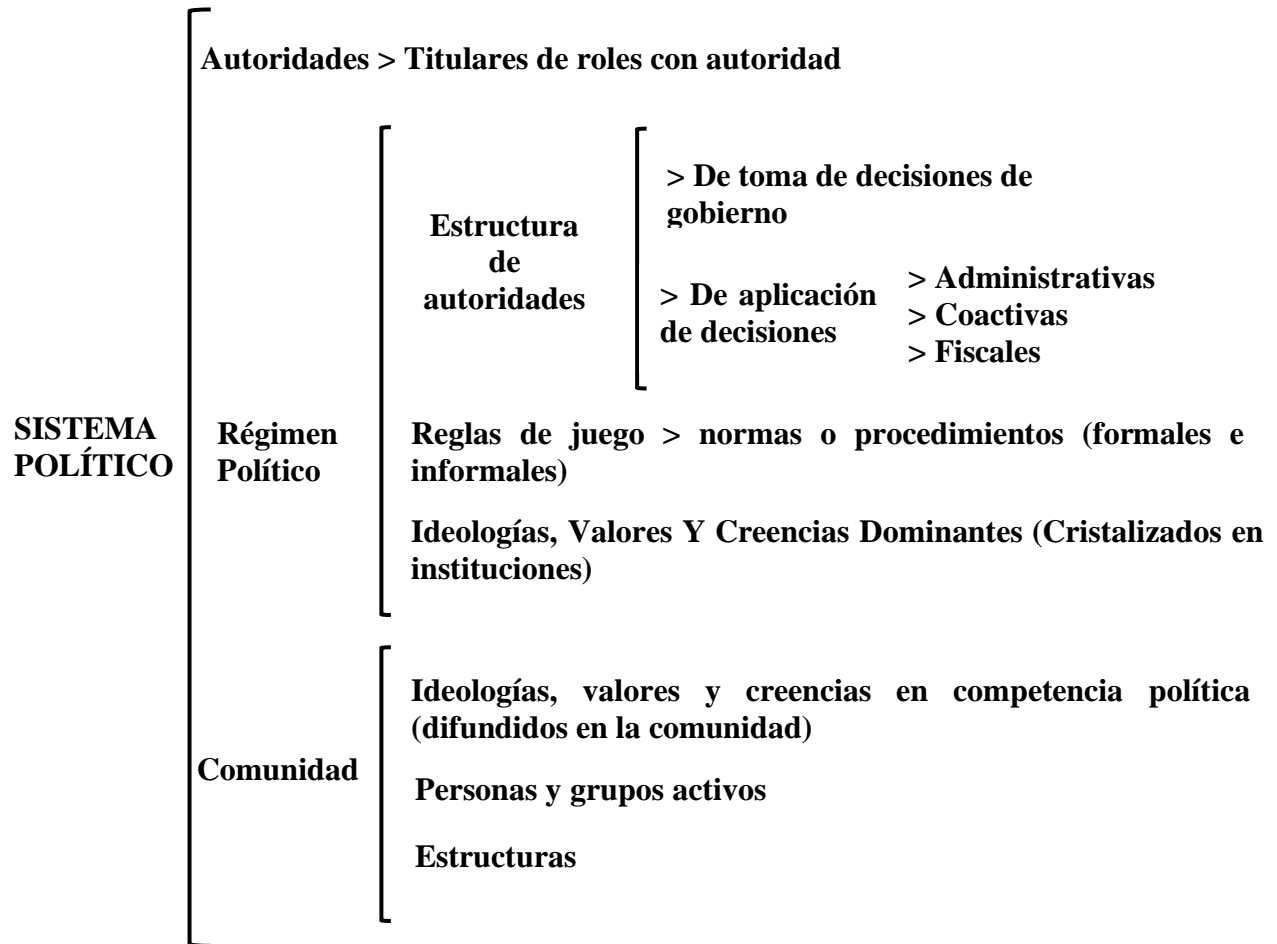 Autoridades > Titulares de roles con autoridad
> De toma de decisiones de
gobierno
Estructura
de
autoridades
> De aplicación
de decisiones
> Administrativas
> Coactivas
> Fiscales
SISTEMA
POLÍTICO
Régimen
Político
Reglas de juego > normas o procedimientos (formales e
informales)
Ideologías, Valores Y Creencias Dominantes (Cristalizados en
instituciones)
Comunidad
Ideologías, valores y creencias en competencia política
(difundidos en la comunidad)
Personas y grupos activos
Estructuras